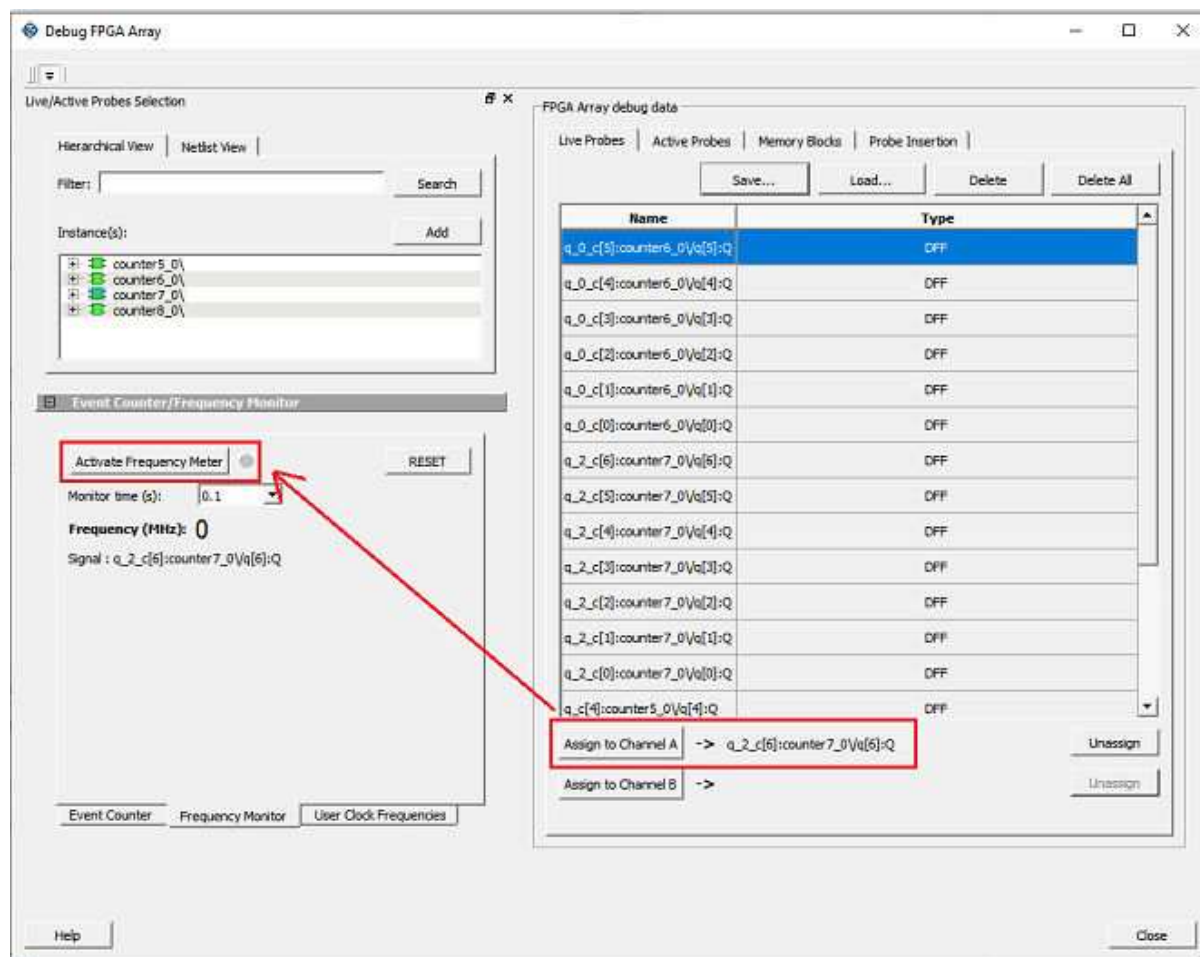 Debug FPGA Array
Live/Active Probes Selection
Hierarchical View Netlist View
Filter: Search
Instance(s): Add
counter5_0\
counter6_0\
counter7_0\
counter8_0\
Event Counter/Frequency Monitor
Activate Frequency Meter RESET
Monitor time (s): 0.1
Frequency (MHz): 0
Signal : q_2_c[6]:counter7_0\/q[6]:Q
Event Counter Frequency Monitor User Clock Frequencies
FPGA Array debug data
Live Probes Active Probes Memory Blocks Probe Insertion
Save... Load... Delete Delete All
Name Type
q_0_c[5]:counter6_0\/q[5]:Q DFF
q_0_c[4]:counter6_0\/q[4]:Q DFF
q_0_c[3]:counter6_0\/q[3]:Q DFF
q_0_c[2]:counter6_0\/q[2]:Q DFF
q_0_c[1]:counter6_0\/q[1]:Q DFF
q_0_c[0]:counter6_0\/q[0]:Q DFF
q_2_c[6]:counter7_0\/q[6]:Q DFF
q_2_c[5]:counter7_0\/q[5]:Q DFF
q_2_c[4]:counter7_0\/q[4]:Q DFF
q_2_c[3]:counter7_0\/q[3]:Q DFF
q_2_c[2]:counter7_0\/q[2]:Q DFF
q_2_c[1]:counter7_0\/q[1]:Q DFF
q_2_c[0]:counter7_0\/q[0]:Q DFF
q_c[4]:counter5_0\/q[4]:Q DFF
Assign to Channel A -> q_2_c[6]:counter7_0\/q[6]:Q Unassign
Assign to Channel B -> Unassign
Help Close